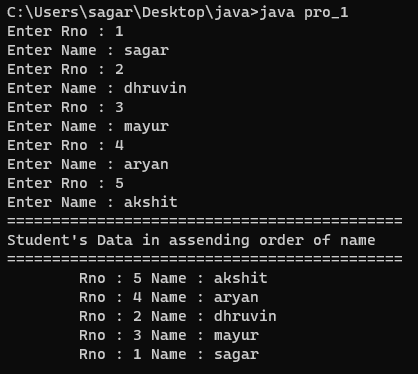 C:\Users\sagar\Desktop\java>java pro_1
Enter Rno : 1
Enter Name : sagar
Enter Rno : 2
Enter Name : dhruvin
Enter Rno : 3
Enter Name : mayur
Enter Rno : 4
Enter Name : aryan
Enter Rno : 5
Enter Name : akshit
============================================
Student's Data in assending order of name
============================================
        Rno : 5 Name : akshit
        Rno : 4 Name : aryan
        Rno : 2 Name : dhruvin
        Rno : 3 Name : mayur
        Rno : 1 Name : sagar